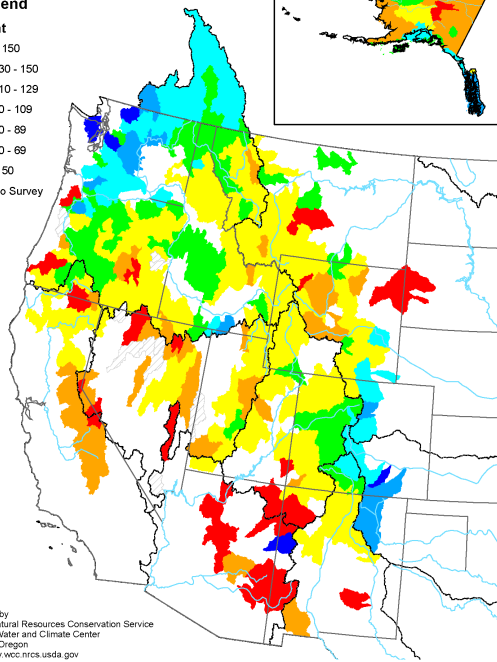 end
t
150
30 - 150
10 - 129
0 - 109
0 - 89
0 - 69
50
o Survey
by
tural Resources Conservation Service
Water and Climate Center
Oregon
.wcc.nrcs.usda.gov